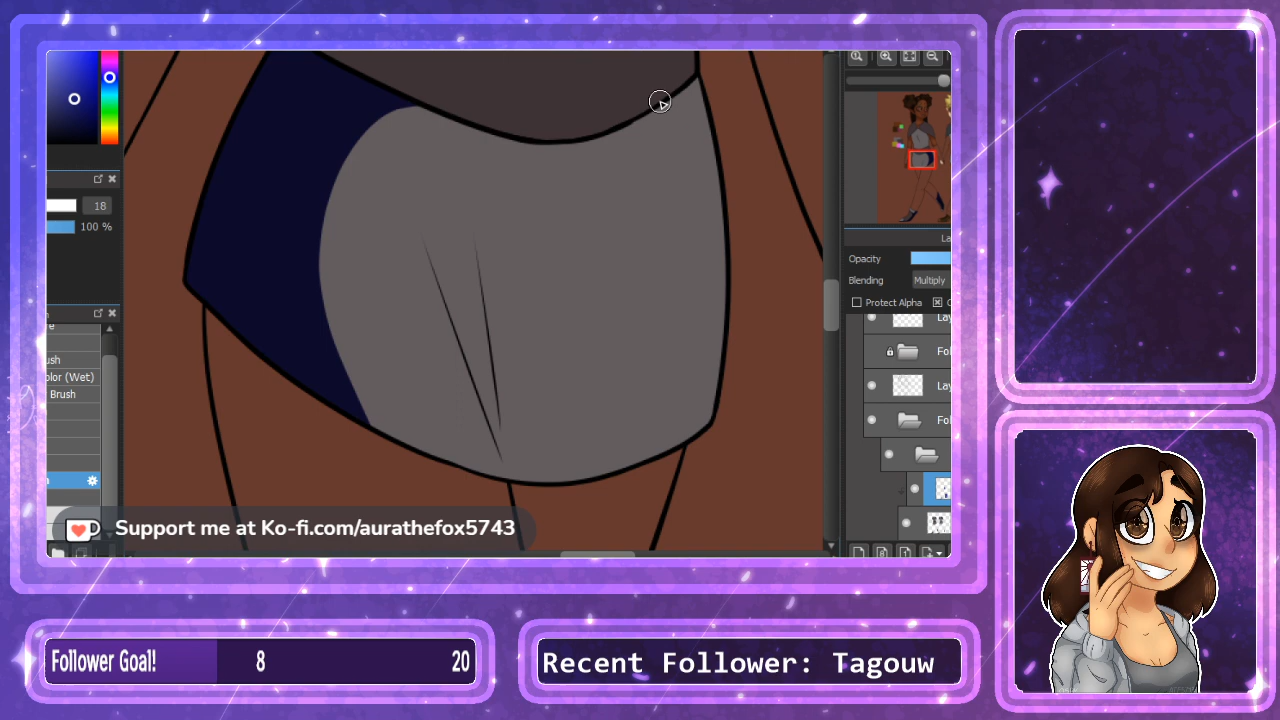 18
100 %
olor (Wet)
Brush
Opacity
Blending Multiply
Protect Alpha
Support me at Ko-fi.com/aurathefox5743
Follower Goal! 8 20
Recent Follower: Tagouw